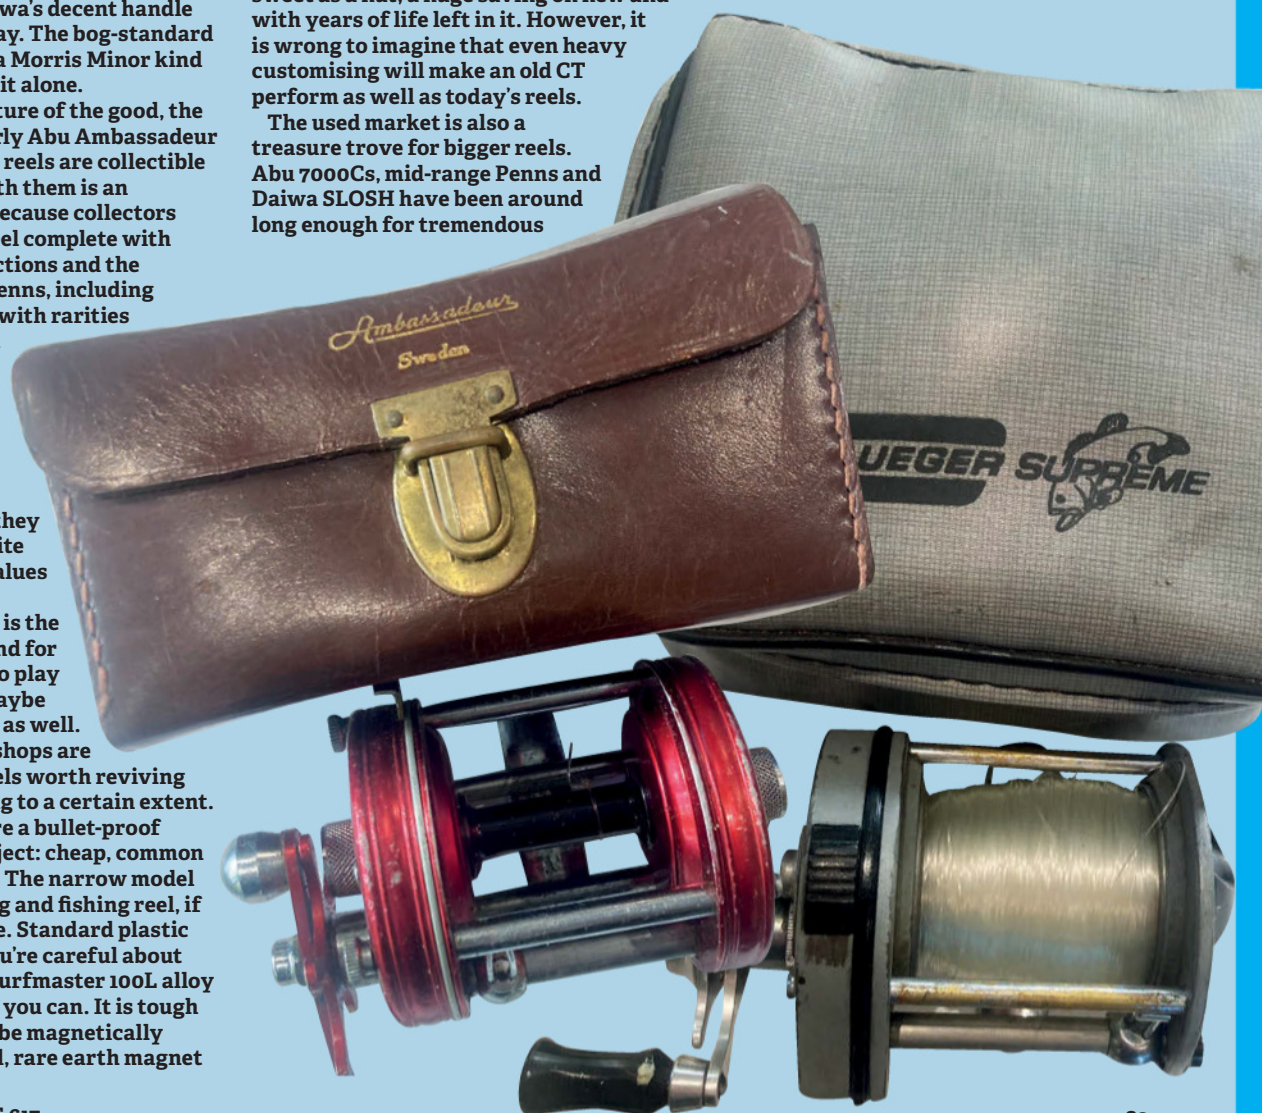 wa's decent handle
ay. The bog-standard
a Morris Minor kind
it alone.
ture of the good, the
rly Abu Ambassadeur
reels are collectible
th them is an
because collectors
el complete with
ctions and the
enns, including
with rarities
they
ite
alues
is the
nd for
o play
aybe
as well.
shops are
els worth reviving
g to a certain extent.
re a bullet-proof
ject: cheap, common
The narrow model
g and fishing reel, if
e. Standard plastic
u're careful about
urfmaster 100L alloy
you can. It is tough
be magnetically
l, rare earth magnet
with years of life left in it. However, it
is wrong to imagine that even heavy
customising will make an old CT
perform as well as today's reels.
The used market is also a
treasure trove for bigger reels.
Abu 7000Cs, mid-range Penns and
Daiwa SLOSH have been around
long enough for tremendous
Ambassadeur
Sweden
UEGER SUPREME